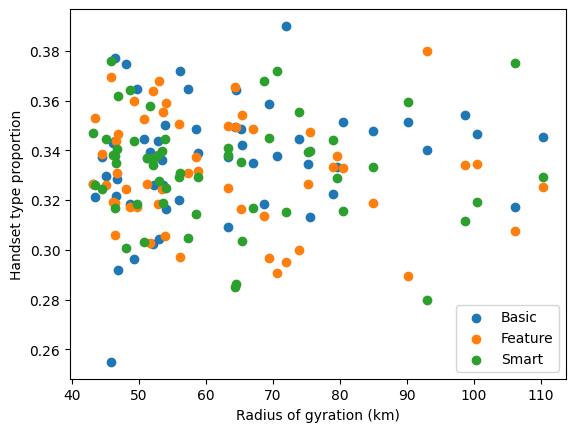 0.38
0.36
0.34
0.32
0.30
0.28
0.26
Handset type proportion
40 50 60 70 80 90 100 110
Radius of gyration (km)
Basic
Feature
Smart